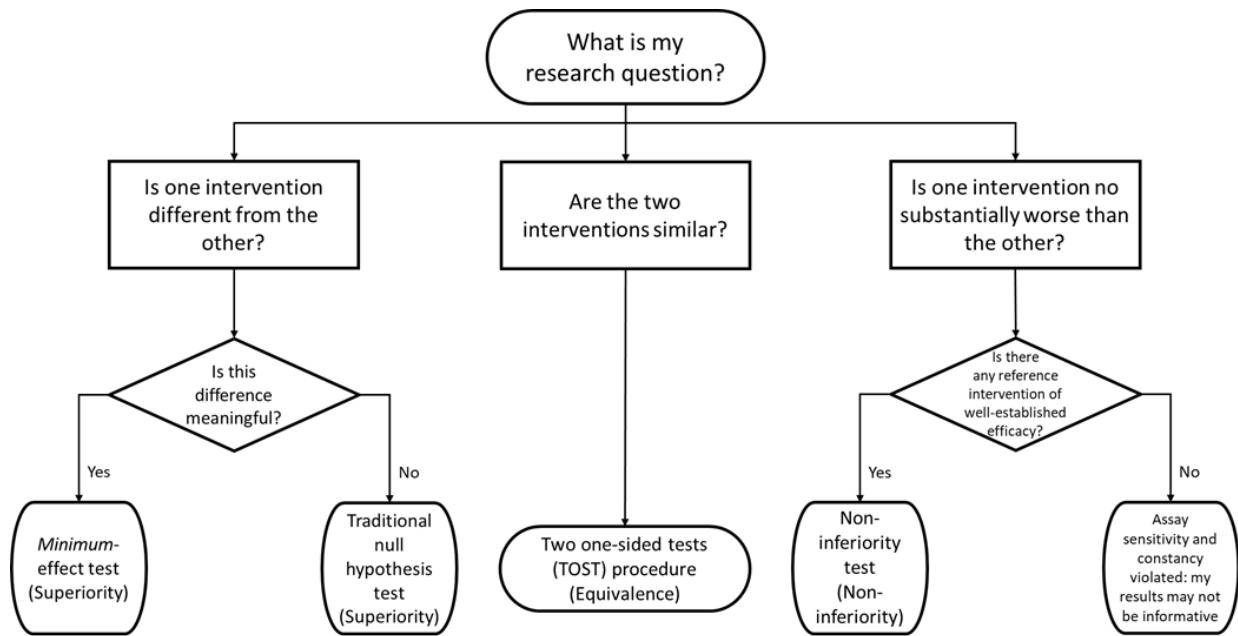 What is my
research question?
Is one intervention
different from the
other?
Are the two
interventions similar?
Is one intervention no
substantially worse than
the other?
Is this
difference
meaningful?
Is there
any reference
intervention of
well-established
efficacy?
Yes
No
Yes
No
Minimum-
effect test
(Superiority)
Traditional
null
hypothesis
test
(Superiority)
Two one-sided tests
(TOST) procedure
(Equivalence)
Non-
inferiority
test
(Non-
inferiority)
Assay
sensitivity and
constancy
violated: my
results may not
be informative